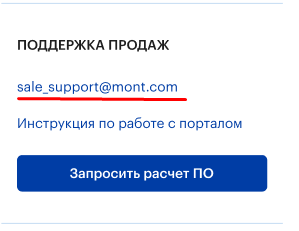 ПОДДЕРЖКА ПРОДАЖ
sale_support@mont.com
Инструкция по работе с порталом
Запросить расчет ПО